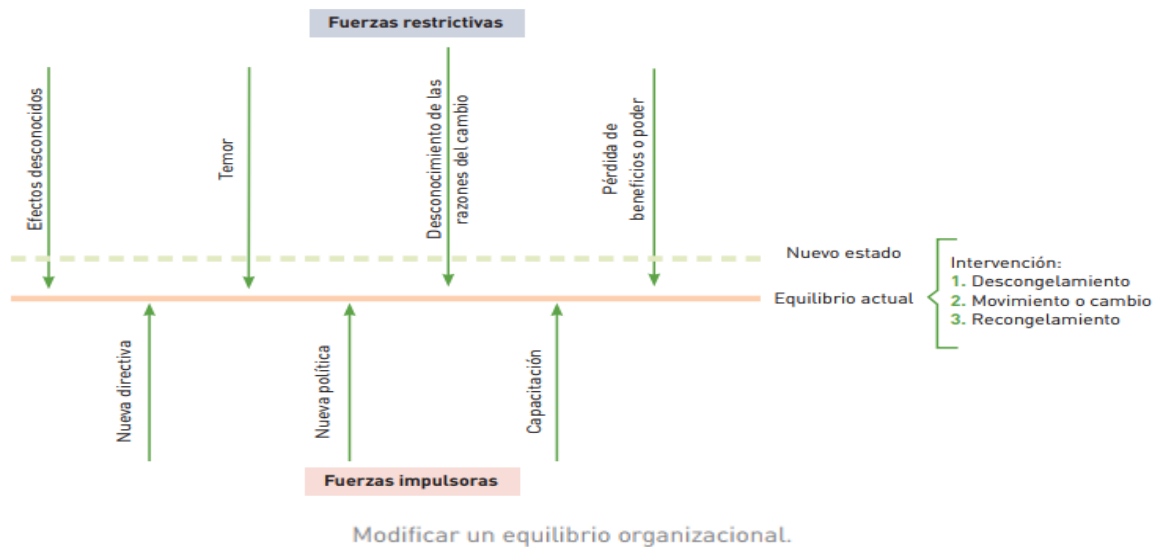 Fuerzas restrictivas
Efectos desconocidos
Temor
Desconocimiento de las
razones del cambio
Pérdida de
beneficios o poder
Nuevo estado
Equilibrio actual
Intervención:
1. Descongelamiento
2. Movimiento o cambio
3. Recongelamiento
Nueva directiva
Nueva política
Capacitación
Fuerzas impulsoras
Modificar un equilibrio organizacional.